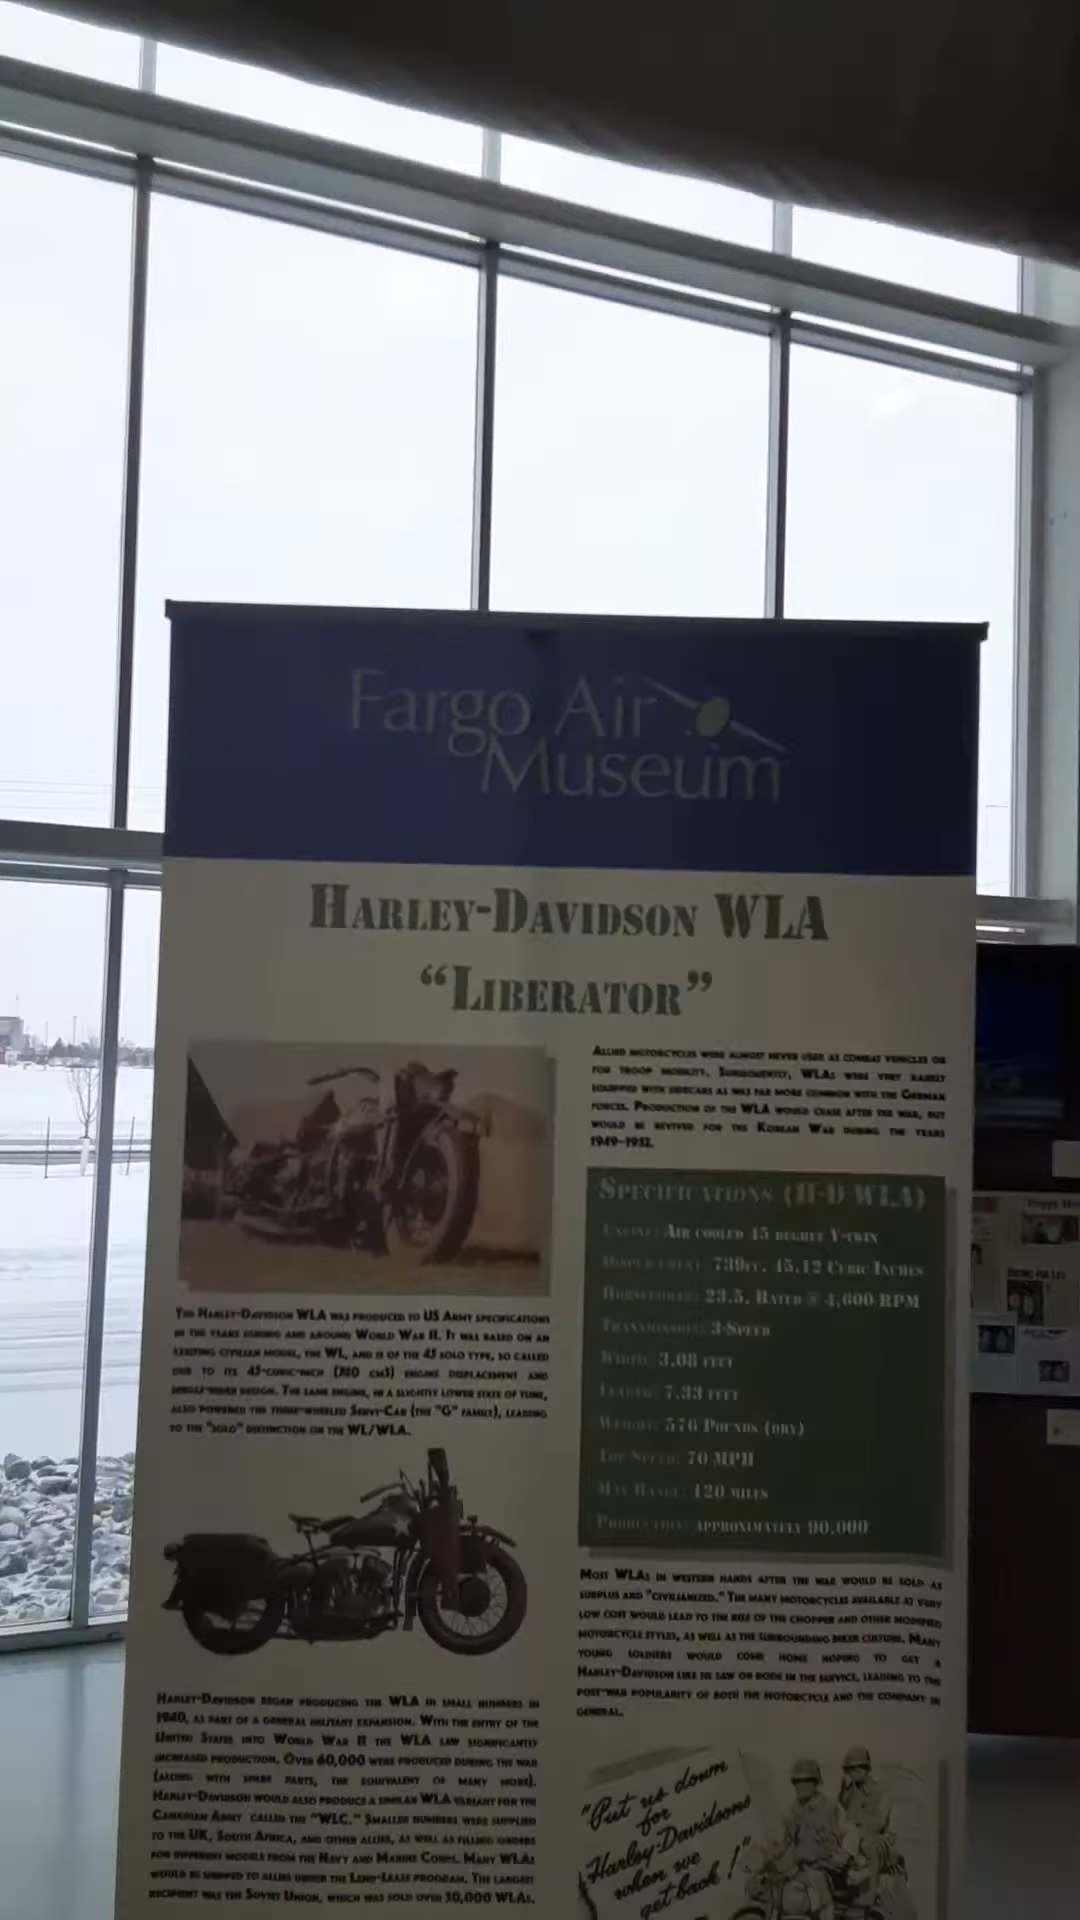 Fargo Air
Museum
HARLEY-DAVIDSON WLA
"LIBERATOR"
THE HARLEY-DAVIDSON WLA WAS PRODUCED TO US ARMY SPECIFICATIONS
IN THE YEARS DURING AND AROUND WORLD WAR II. IT WAS BASED ON AN
EXISTING CIVILIAN MODEL, THE WL, AND IS OF THE 45 SOLO TYPE, SO CALLED
DUE TO ITS 45-CUBIC-INCH (740 CM3) ENGINE DISPLACEMENT AND
SINGLE-RIDER DESIGN. THE SAME ENGINE, IN A SLIGHTLY LOWER STATE OF TUNE,
ALSO POWERED THE THREE-WHEELED SERVI-CAR (THE "G" FAMILY), LEADING
TO THE "SOLO" DISTINCTION ON THE WL/WLA.
HARLEY-DAVIDSON BEGAN PRODUCING THE WLA IN SMALL NUMBERS IN
1940, AS PART OF A GENERAL MILITARY EXPANSION. WITH THE ENTRY OF THE
UNITED STATES INTO WORLD WAR II THE WLA SAW SIGNIFICANTLY
INCREASED PRODUCTION. OVER 60,000 WERE PRODUCED DURING THE WAR
(ALONG WITH SPARE PARTS, THE EQUIVALENT OF MANY MORE).
HARLEY-DAVIDSON WOULD ALSO PRODUCE A SIMILAR WLA VARIANT FOR THE
CANADIAN ARMY CALLED THE "WLC." SMALLER NUMBERS WERE SUPPLIED
TO THE UK, SOUTH AFRICA, AND OTHER ALLIES, AS WELL AS FILLING ORDERS
FOR DIFFERENT MODELS FROM THE NAVY AND MARINE CORPS. MANY WLAS
WOULD BE SHIPPED TO ALLIES UNDER THE LEND-LEASE PROGRAM. THE LARGEST
RECIPIENT WAS THE SOVIET UNION, WHICH WAS SOLD OVER 30,000 WLAS.
ALLIED MOTORCYCLES WERE ALMOST NEVER USED AS COMBAT VEHICLES OR
FOR TROOP MOBILITY. SUBSEQUENTLY, WLAS WERE VERY RARELY
EQUIPPED WITH SIDECARS AS WAS FAR MORE COMMON WITH THE GERMAN
FORCES. PRODUCTION OF THE WLA WOULD CEASE AFTER THE WAR, BUT
WOULD BE REVIVED FOR THE KOREAN WAR DURING THE YEARS
1949-1952.
SPECIFICATIONS (H-D WLA)
ENGINE: AIR COOLED 45 DEGREE V-TWIN
DISPLACEMENT: 739CC, 45.12 CUBIC INCHES
HORSEPOWER: 23.5, RATED @ 4,600 RPM
TRANSMISSION: 3-SPEED
WIDTH: 3.08 FEET
LENGTH: 7.33 FEET
WEIGHT: 576 POUNDS (DRY)
TOP SPEED: 70 MPH
MAX RANGE: 120 MILES
PRODUCTION: APPROXIMATELY 90,000
MOST WLAS IN WESTERN HANDS AFTER THE WAR WOULD BE SOLD AS
SURPLUS AND "CIVILIANIZED." THE MANY MOTORCYCLES AVAILABLE AT VERY
LOW COST WOULD LEAD TO THE RISE OF THE CHOPPER AND OTHER MODIFIED
MOTORCYCLE STYLES, AS WELL AS THE SURROUNDING BIKER CULTURE. MANY
YOUNG SOLDIERS WOULD COME HOME HOPING TO GET A
HARLEY-DAVIDSON LIKE HE SAW OR RODE IN THE SERVICE, LEADING TO THE
POST-WAR POPULARITY OF BOTH THE MOTORCYCLE AND THE COMPANY IN
GENERAL.
"Put us down
for
Harley-Davidsons
when we
get back!"